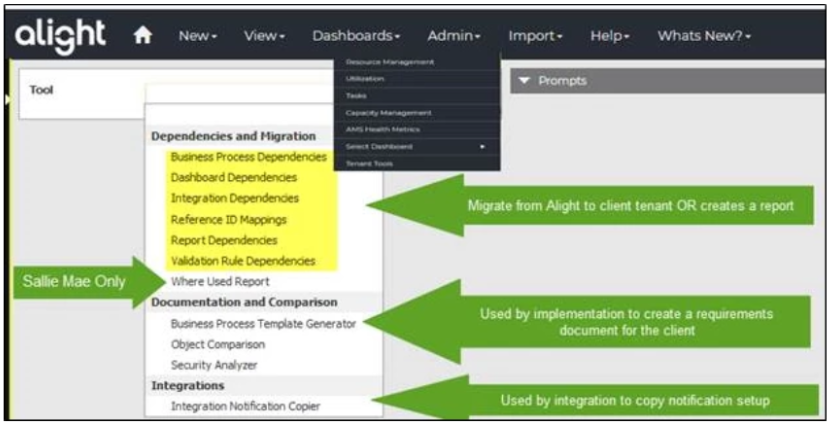 alight New View Dashboards Admin Import Help Whats New?
Resource Management
Utilization
Tasks
Capacity Management
AMS Health Metrics
Select Dashboard
Tenant Tools
Prompts
Tool
Dependencies and Migration
Business Process Dependencies
Dashboard Dependencies
Integration Dependencies
Reference ID Mappings
Report Dependencies
Validation Rule Dependencies
Where Used Report
Documentation and Comparison
Business Process Template Generator
Object Comparison
Security Analyzer
Integrations
Integration Notification Copier
Migrate from Alight to client tenant OR creates a report
Sallie Mae Only
Used by implementation to create a requirements
document for the client
Used by integration to copy notification setup